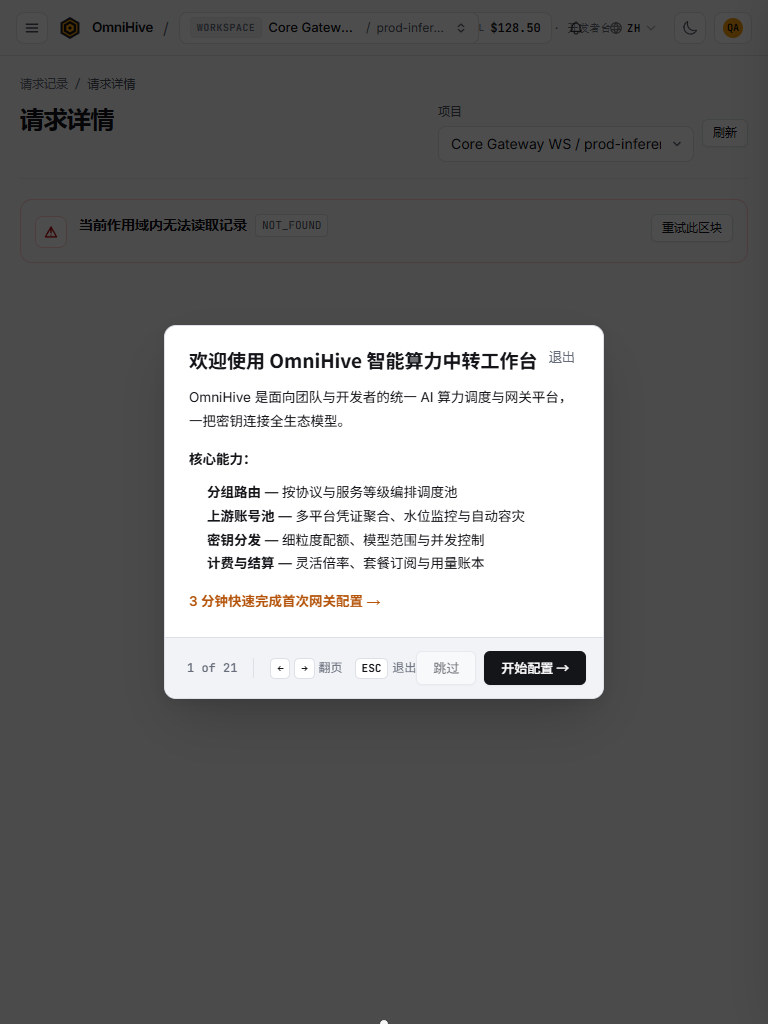 OmniHive / WORKSPACE Core Gatew... / prod-infer... L $128.50 ZH QA
请求记录 / 请求详情
请求详情
项目
Core Gateway WS / prod-infere
刷新
当前作用域内无法读取记录 NOT_FOUND
重试此区块
欢迎使用 OmniHive 智能算力中转工作台
退出
OmniHive 是面向团队与开发者的统一 AI 算力调度与网关平台，
一把密钥连接全生态模型。
核心能力：
分组路由 — 按协议与服务等级编排调度池
上游账号池 — 多平台凭证聚合、水位监控与自动容灾
密钥分发 — 细粒度配额、模型范围与并发控制
计费与结算 — 灵活倍率、套餐订阅与用量账本
3 分钟快速完成首次网关配置 →
1 of 21 ← → 翻页 ESC 退出 跳过 开始配置 →